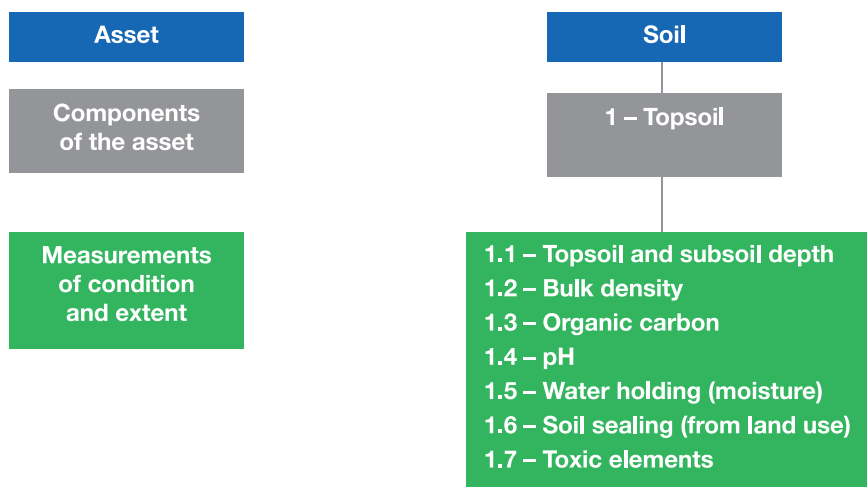 Asset
Soil
Components
of the asset
1 – Topsoil
Measurements
of condition
and extent
1.1 – Topsoil and subsoil depth
1.2 – Bulk density
1.3 – Organic carbon
1.4 – pH
1.5 – Water holding (moisture)
1.6 – Soil sealing (from land use)
1.7 – Toxic elements